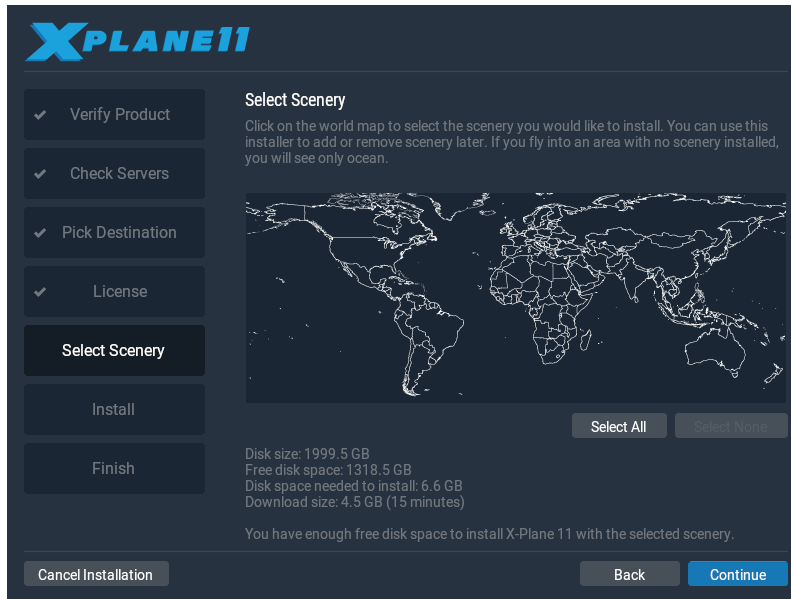 XPLANE11
Verify Product
Check Servers
Pick Destination
License
Select Scenery
Install
Finish
Select Scenery
Click on the world map to select the scenery you would like to install. You can use this
installer to add or remove scenery later. If you fly into an area with no scenery installed,
you will see only ocean.
Select All
Select None
Disk size: 1999.5 GB
Free disk space: 1318.5 GB
Disk space needed to install: 6.6 GB
Download size: 4.5 GB (15 minutes)
You have enough free disk space to install X-Plane 11 with the selected scenery.
Cancel Installation
Back
Continue